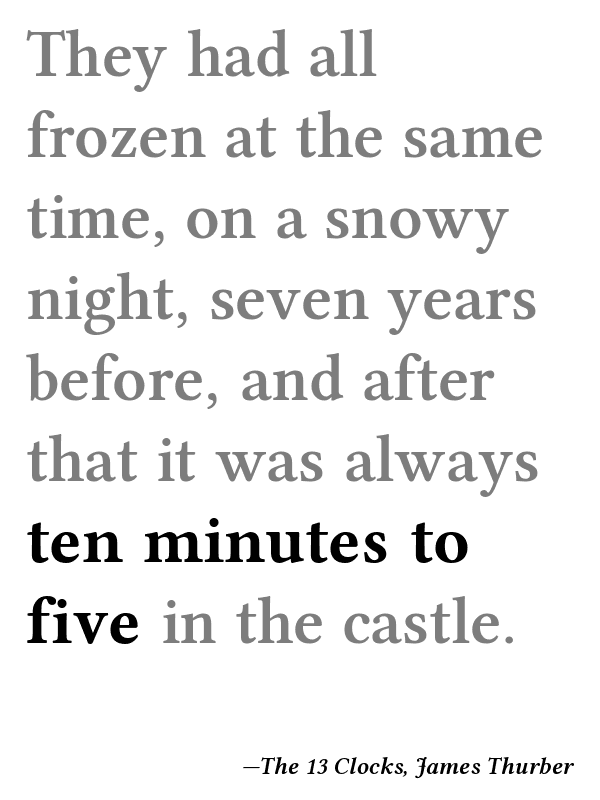 They had all
frozen at the same
time, on a snowy
night, seven years
before, and after
that it was always
ten minutes to
five in the castle.
—The 13 Clocks, James Thurber